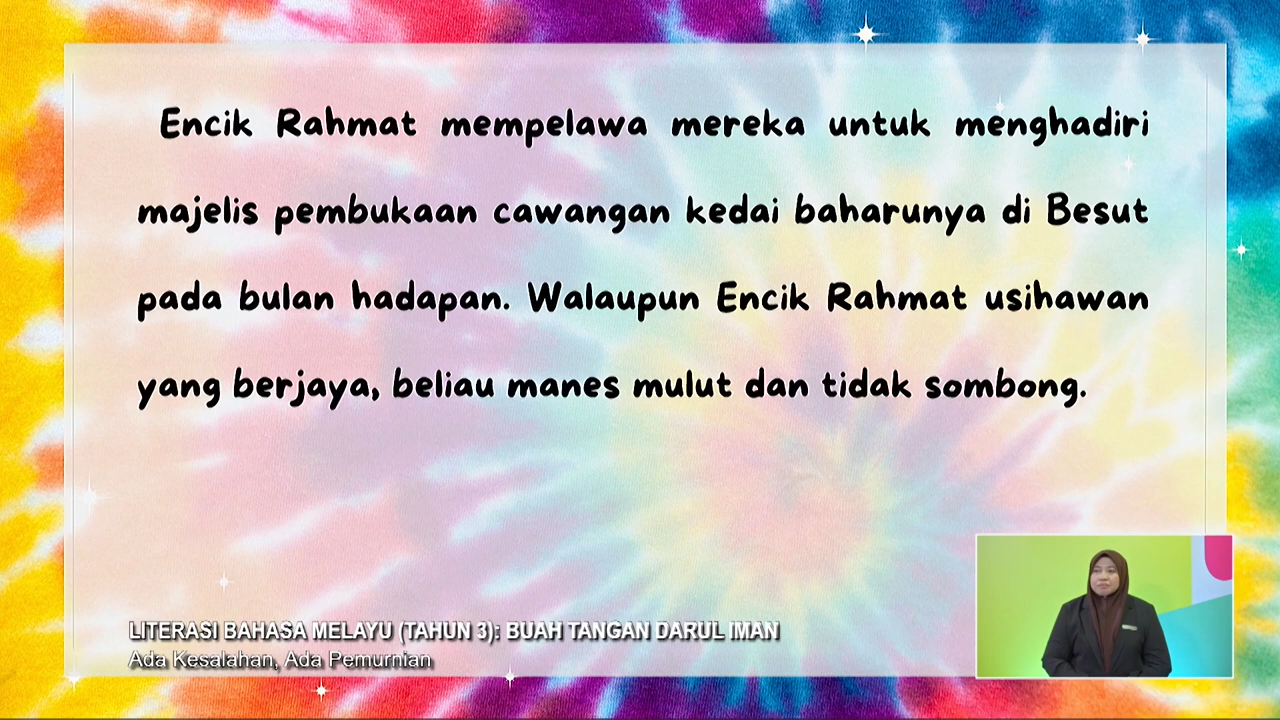 Encik Rahmat mempelawa mereka untuk menghadiri
majelis pembukaan cawangan kedai baharunya di Besut
pada bulan hadapan. Walaupun Encik Rahmat usihawan
yang berjaya, beliau manes mulut dan tidak sombong.
LITERASI BAHASA MELAYU (TAHUN 3): BUAH TANGAN DARUL IMAN
Ada Kesalahan, Ada Pemurnian